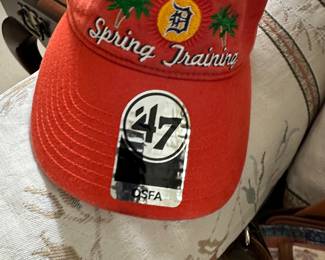 D
Spring Training
'47
OSFA